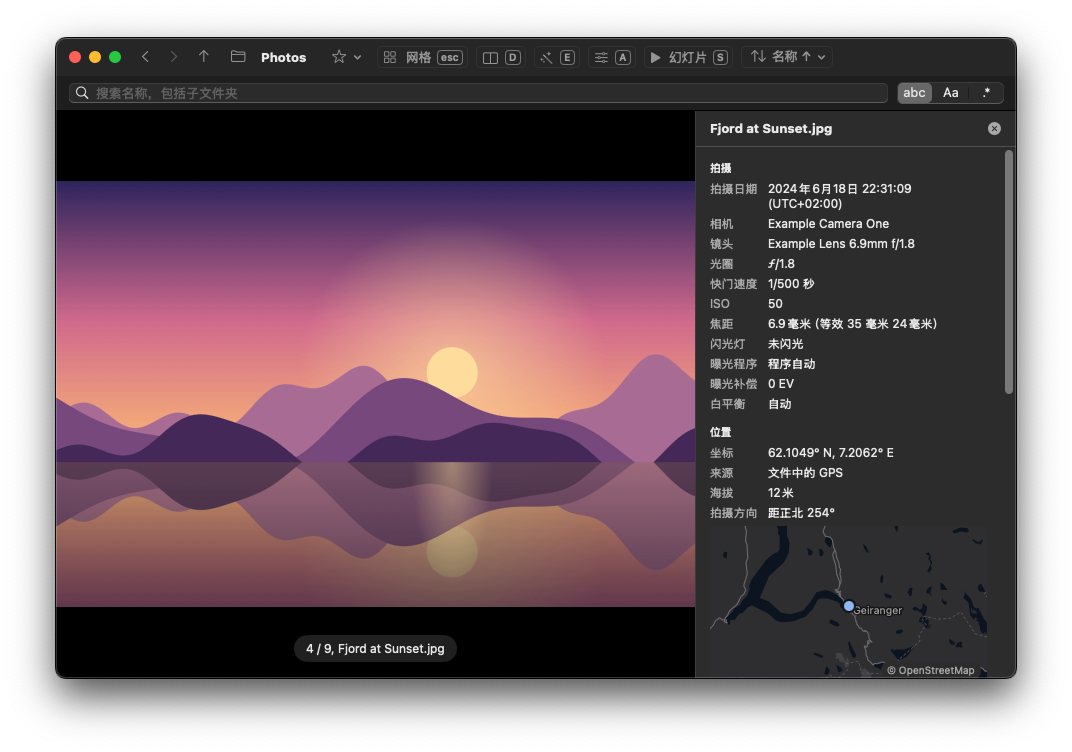 Photos
网格 esc
D
E
A
幻灯片 S
名称
搜索名称，包括子文件夹
abc Aa .*
Fjord at Sunset.jpg
拍摄
拍摄日期 2024年6月18日 22:31:09
(UTC+02:00)
相机 Example Camera One
镜头 Example Lens 6.9mm f/1.8
光圈 ƒ/1.8
快门速度 1/500 秒
ISO 50
焦距 6.9毫米 (等效 35 毫米 24毫米)
闪光灯 未闪光
曝光程序 程序自动
曝光补偿 0 EV
白平衡 自动
位置
坐标 62.1049° N, 7.2062° E
来源 文件中的 GPS
海拔 12米
拍摄方向 距正北 254°
Geiranger
© OpenStreetMap
4 / 9, Fjord at Sunset.jpg